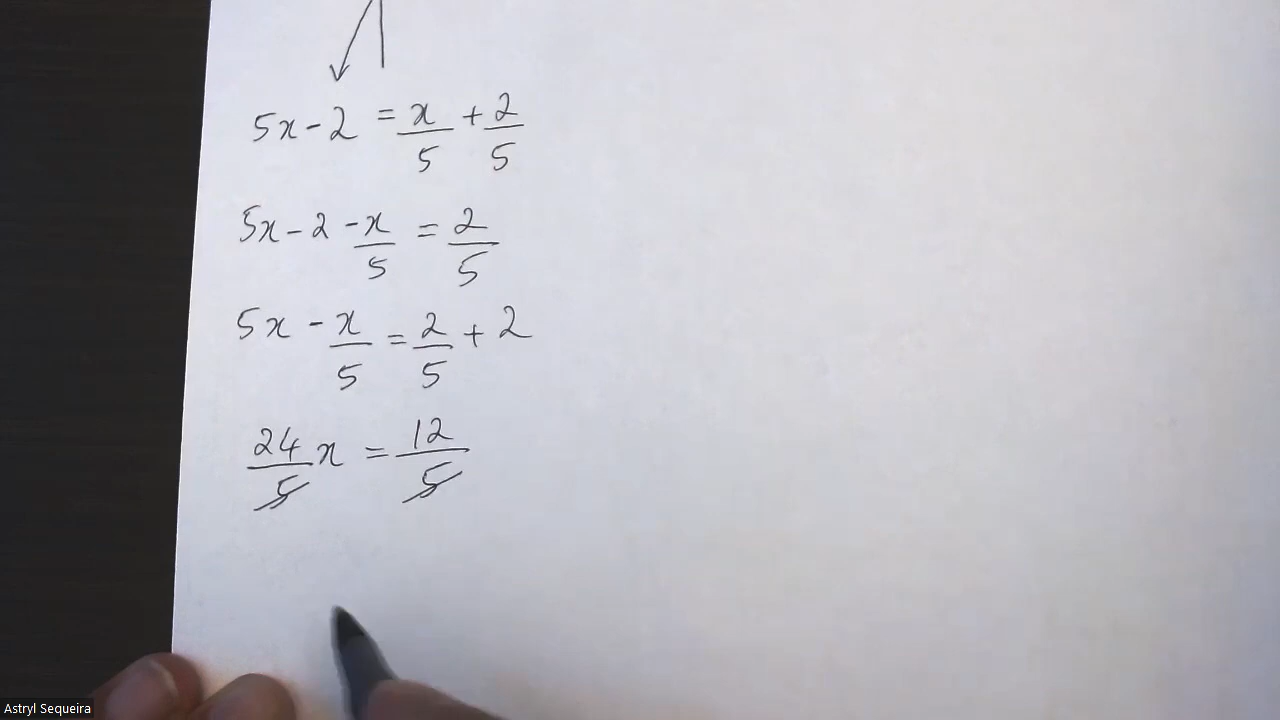 5x - 2 = x/5 + 2/5
5x - 2 - x/5 = 2/5
5x - x/5 = 2/5 + 2
24/5 x = 12/5
Astryl Sequeira